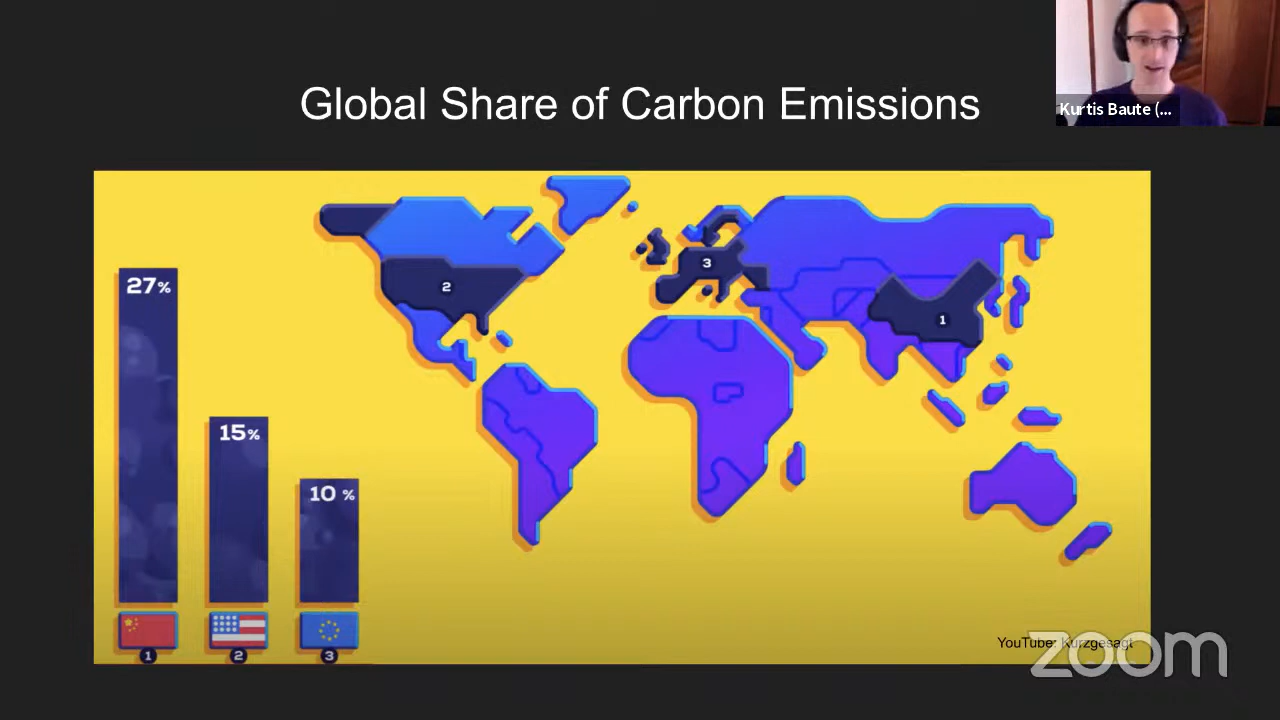 Kurtis Baute (...
Global Share of Carbon Emissions
27%
15%
10 %
1
2
3
2
3
1
YouTube: Kurzgesagt
zoom